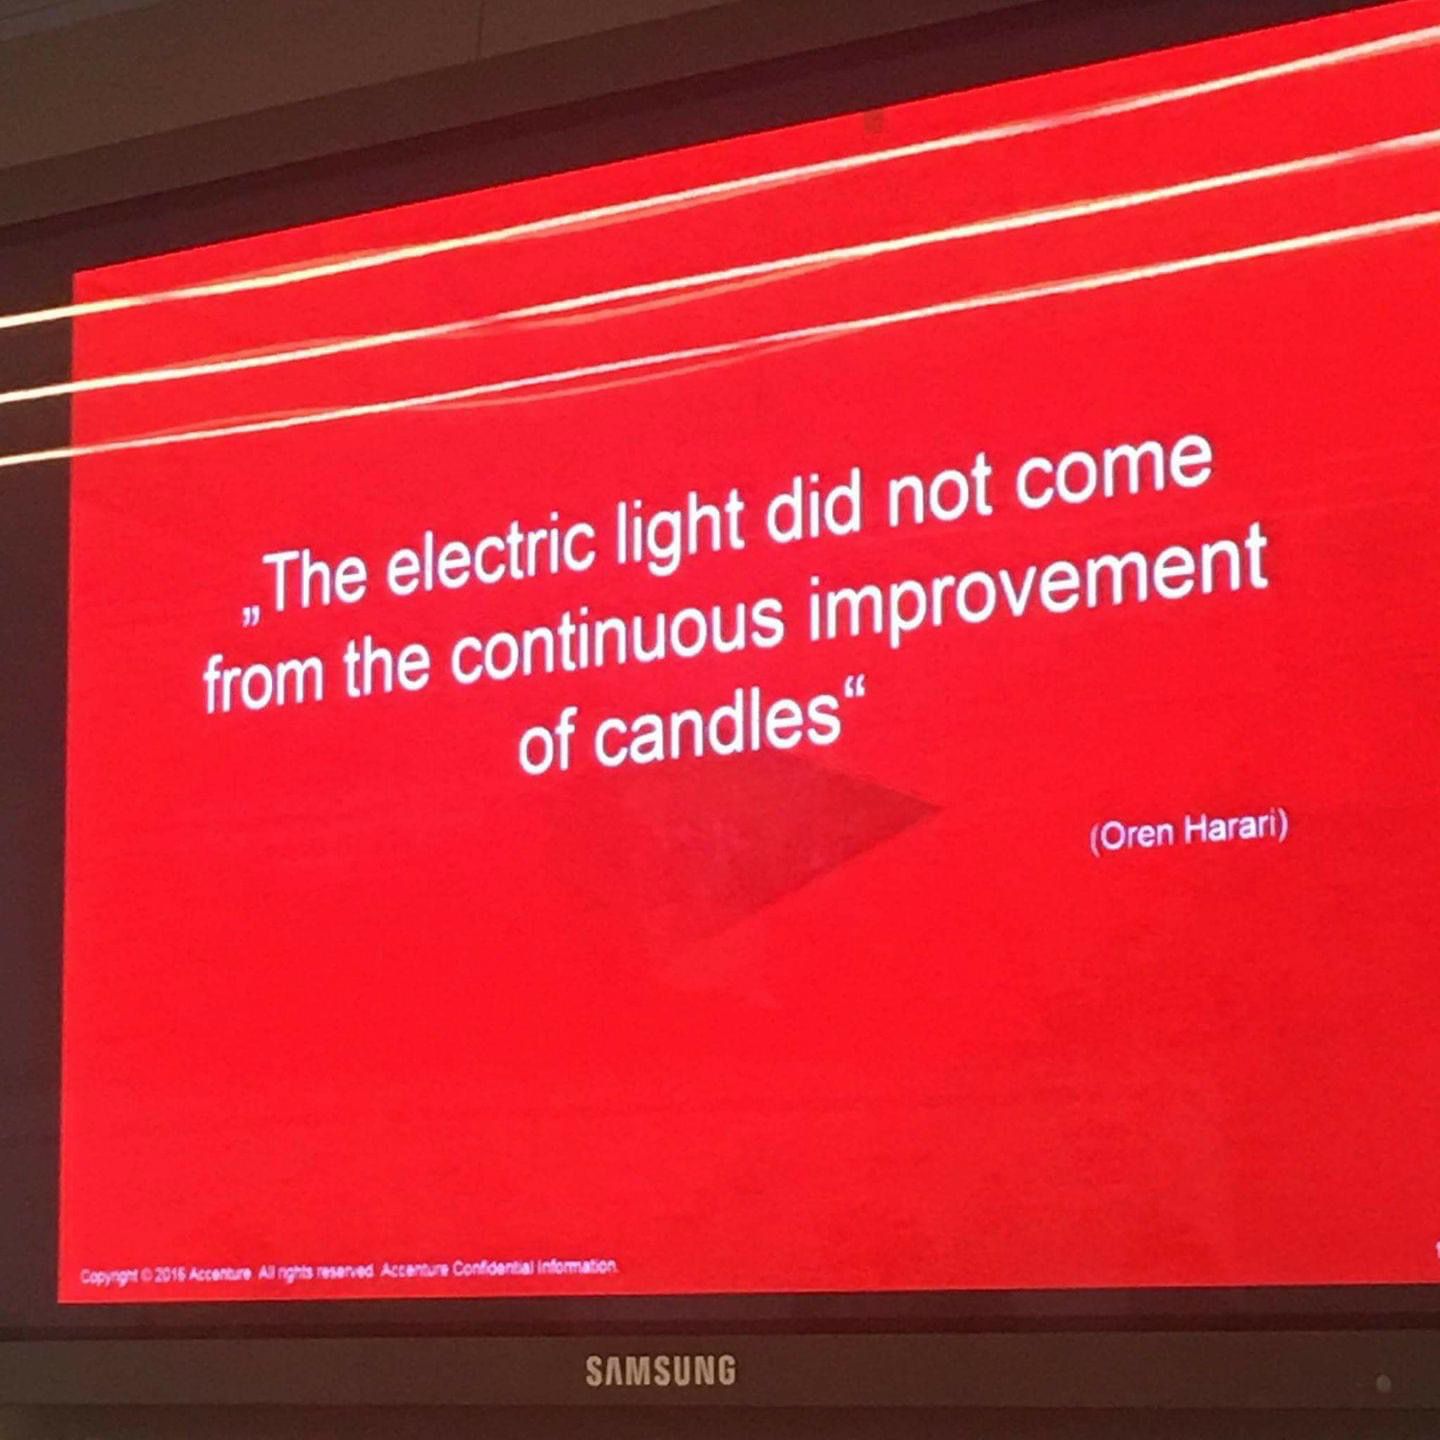 „The electric light did not come
from the continuous improvement
of candles“
(Oren Harari)
Copyright © 2016 Accenture All rights reserved. Accenture Confidential Information.
SAMSUNG